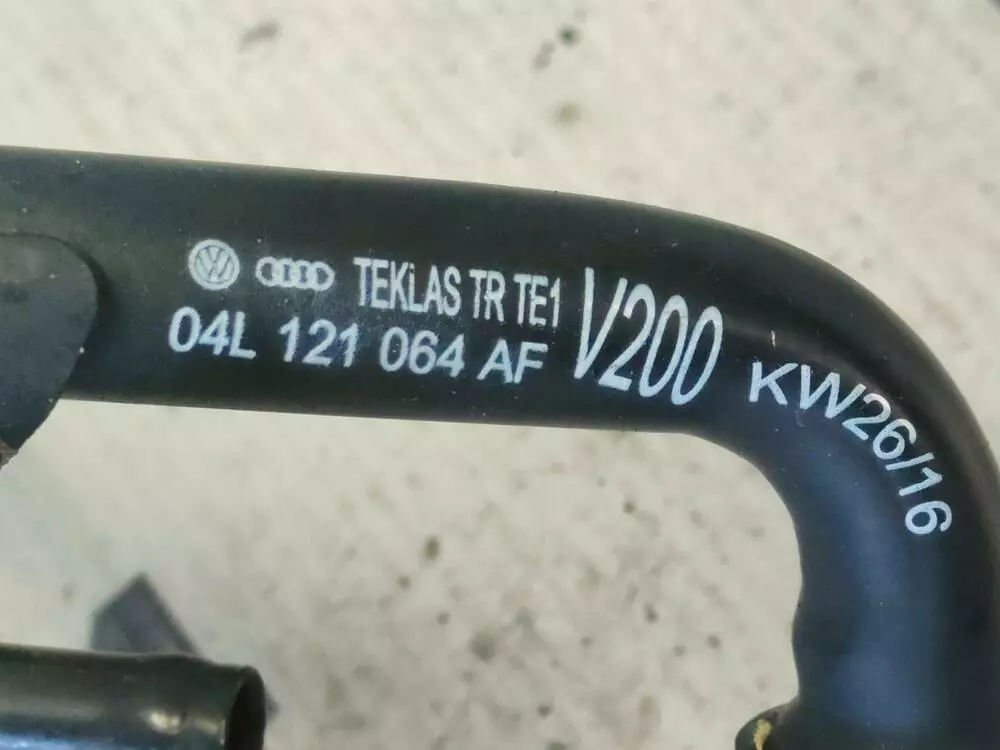 TEKLAS TR TE1
04L 121 064 AF
V200
KW26/16